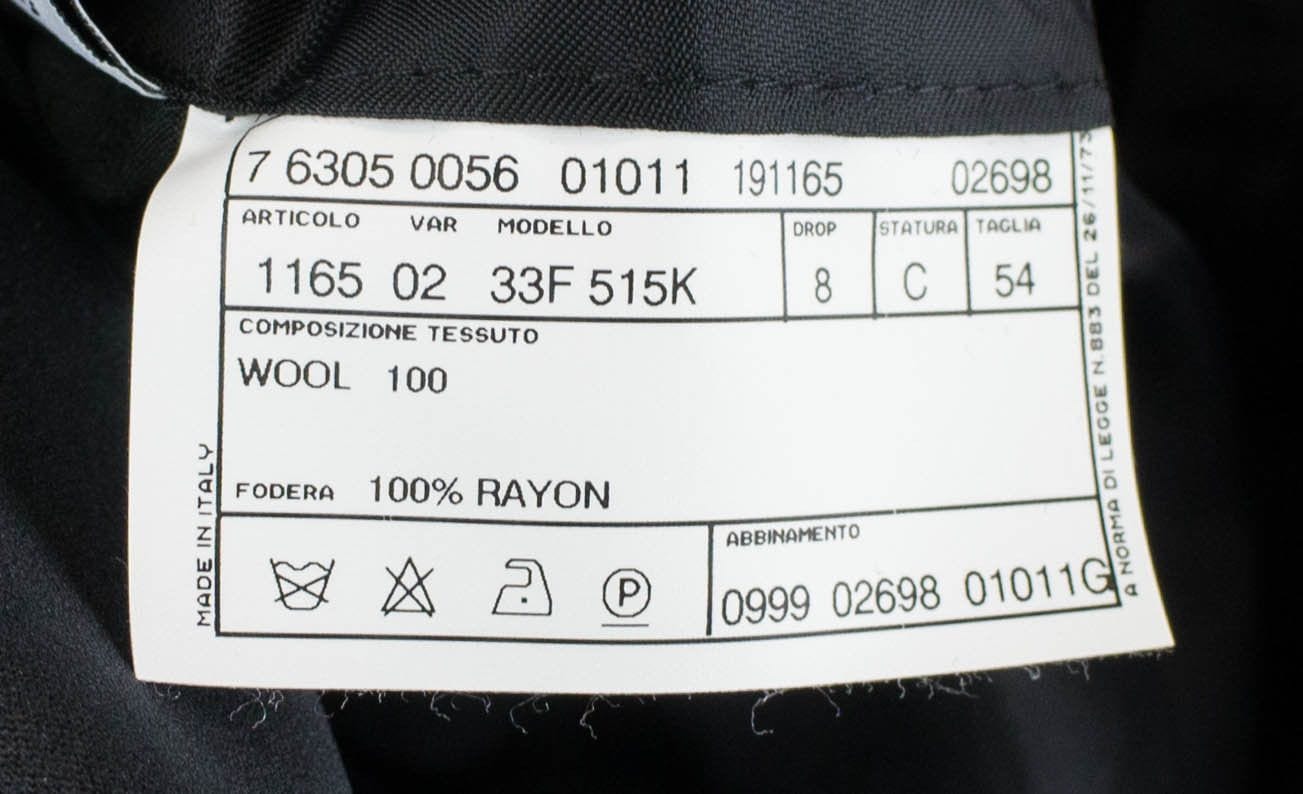 7 6305 0056 01011 191165 02698
ARTICOLO VAR MODELLO DROP STATURA TAGLIA
1165 02 33F 515K 8 C 54
COMPOSIZIONE TESSUTO
WOOL 100
FODERA 100% RAYON
P
ABBINAMENTO
0999 02698 01011G
MADE IN ITALY
A NORMA DI LEGGE N.883 DEL 26/11/73